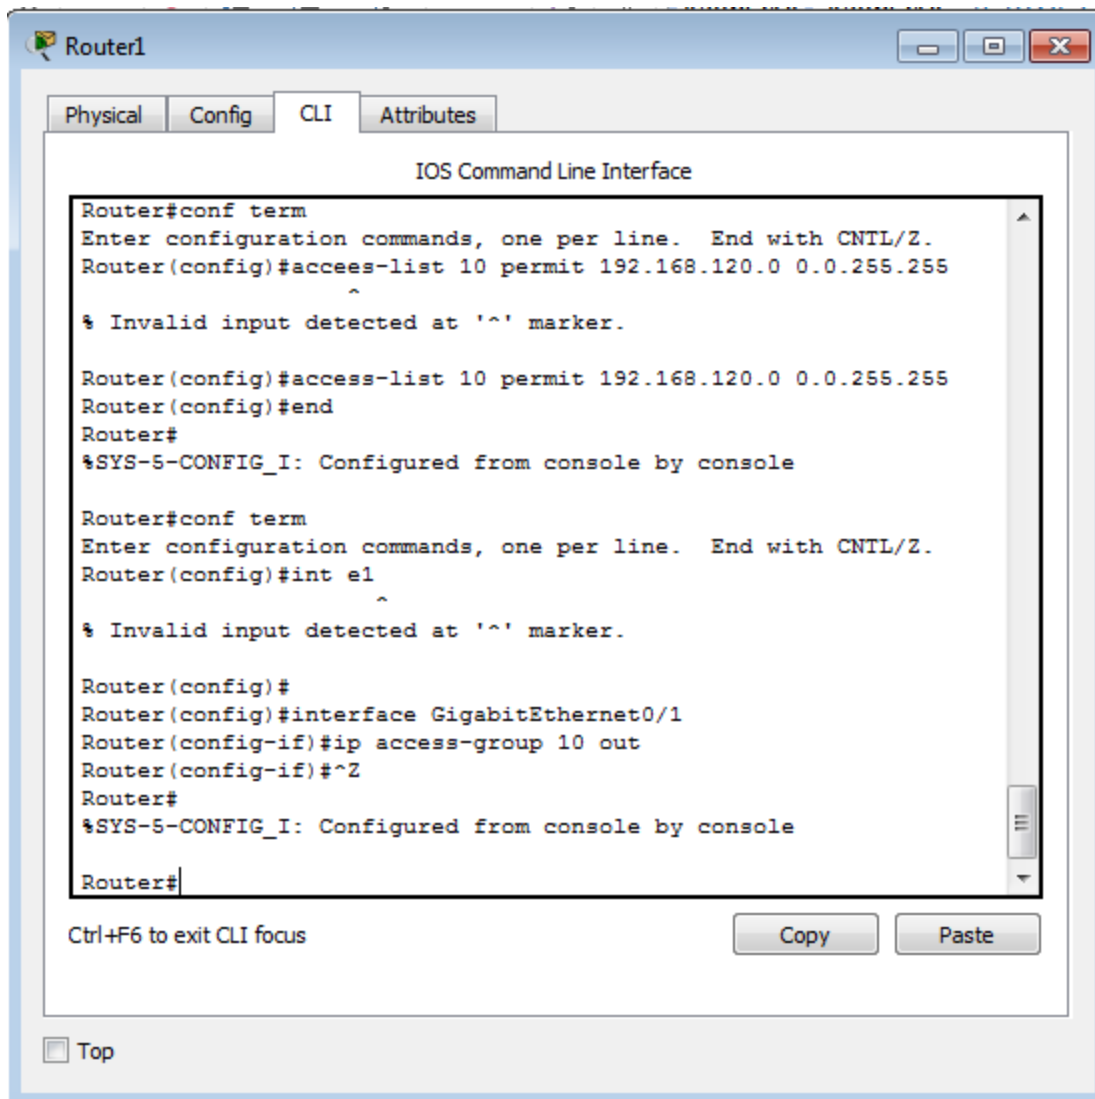 Router1
Physical Config CLI Attributes
IOS Command Line Interface
Router#conf term
Enter configuration commands, one per line.  End with CNTL/Z.
Router(config)#accees-list 10 permit 192.168.120.0 0.0.255.255
^
% Invalid input detected at '^' marker.
Router(config)#access-list 10 permit 192.168.120.0 0.0.255.255
Router(config)#end
Router#
%SYS-5-CONFIG_I: Configured from console by console
Router#conf term
Enter configuration commands, one per line.  End with CNTL/Z.
Router(config)#int e1
^
% Invalid input detected at '^' marker.
Router(config)#
Router(config)#interface GigabitEthernet0/1
Router(config-if)#ip access-group 10 out
Router(config-if)#^Z
Router#
%SYS-5-CONFIG_I: Configured from console by console
Router#
Ctrl+F6 to exit CLI focus
Copy Paste
Top